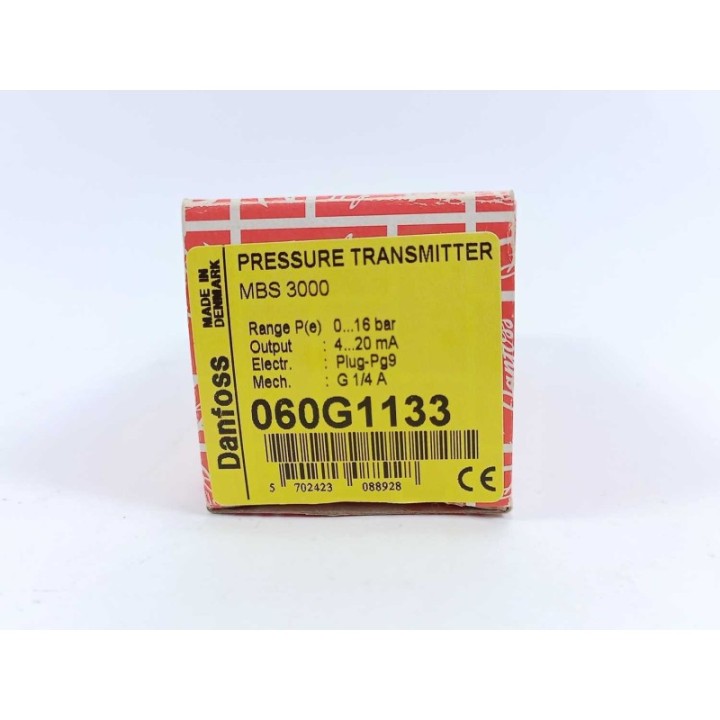 PRESSURE TRANSMITTER
MBS 3000
Range P(e) 0...16 bar
Output : 4...20 mA
Electr. : Plug-Pg9
Mech. : G 1/4 A
060G1133
5 702423 088928
CE
Danfoss
MADE IN
DENMARK
Danfoss